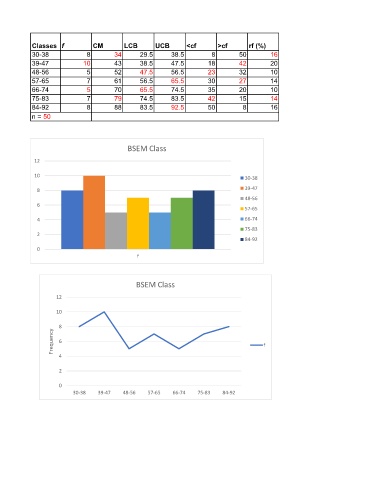 Classes f CM LCB UCB <cf >cf rf (%)
30-38 8 34 29.5 38.5 8 50 16
39-47 10 43 38.5 47.5 18 42 20
48-56 5 52 47.5 56.5 23 32 10
57-65 7 61 56.5 65.5 30 27 14
66-74 5 70 65.5 74.5 35 20 10
75-83 7 79 74.5 83.5 42 15 14
84-92 8 88 83.5 92.5 50 8 16
n = 50
BSEM Class
12
10
8
6
4
2
0
f
30-38
39-47
48-56
57-65
66-74
75-83
84-92
BSEM Class
12
10
8
6
4
2
0
Frequency
30-38 39-47 48-56 57-65 66-74 75-83 84-92
f